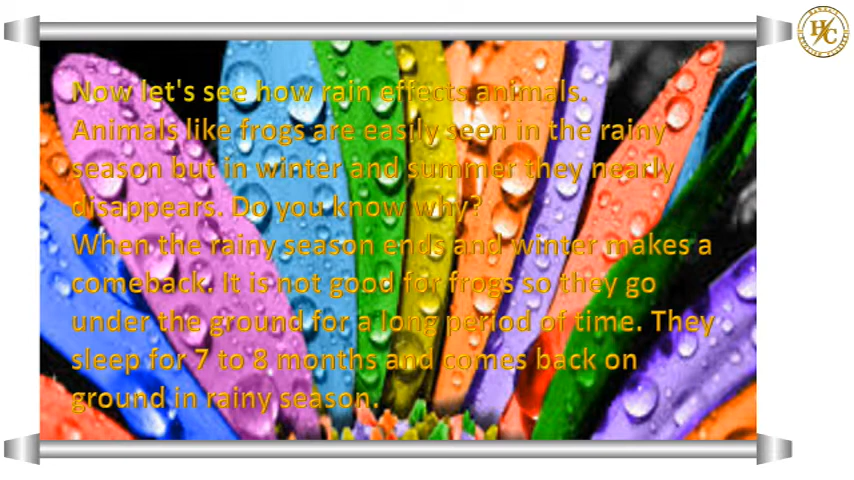 Now let's see how rain effects animals.
Animals like frogs are easily seen in the rainy
season but in winter and summer they nearly
disappears. Do you know why?
When the rainy season ends and winter makes a
comeback. It is not good for frogs so they go
under the ground for a long period of time. They
sleep for 7 to 8 months and comes back on
ground in rainy season.